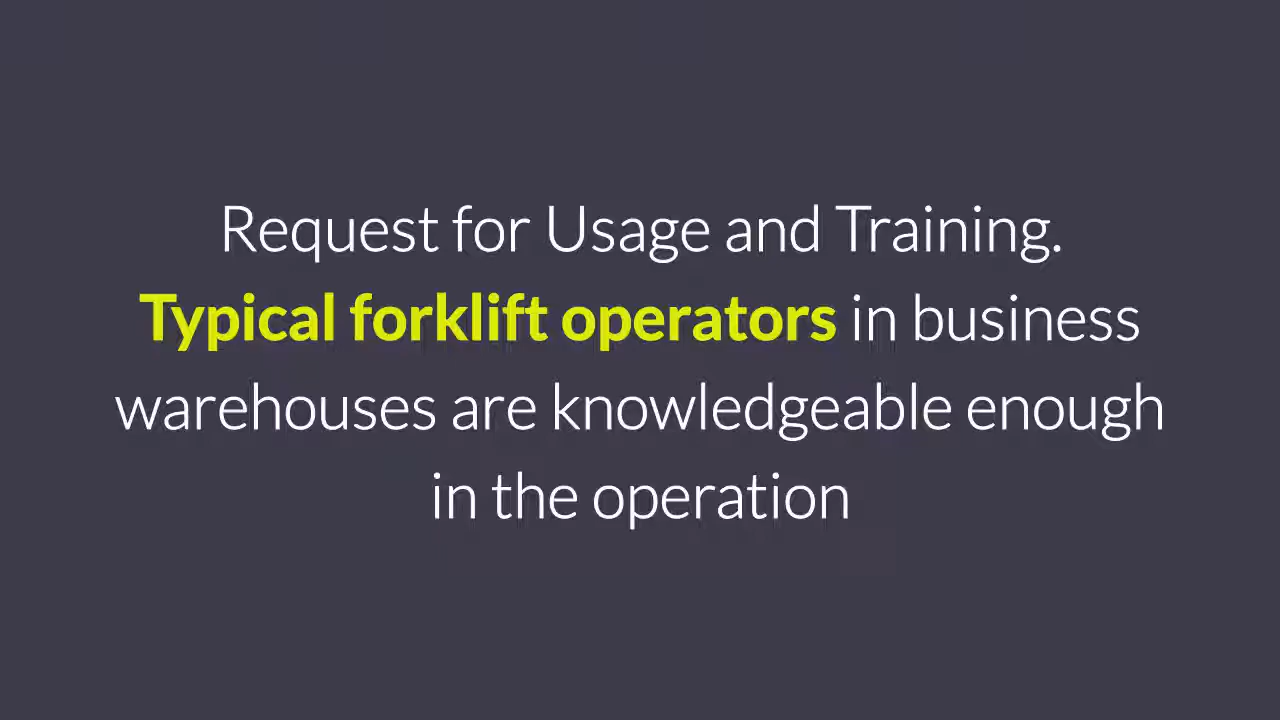 Request for Usage and Training.
Typical forklift operators in business
warehouses are knowledgeable enough
in the operation